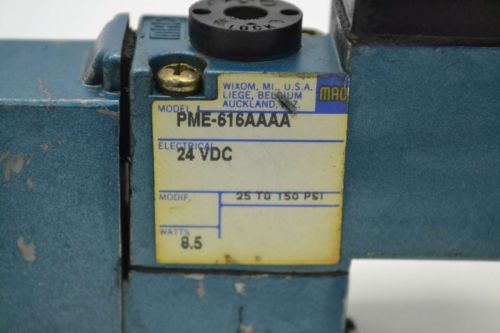 LOCK
WIXOM, MI., U.S.A.
LIEGE, BELGIUM
AUCKLAND, N.Z.
MAC
MODEL
PME-616AAAA
ELECTRICAL
24 VDC
MODIF.
25 TO 150 PSI
WATTS
8.5